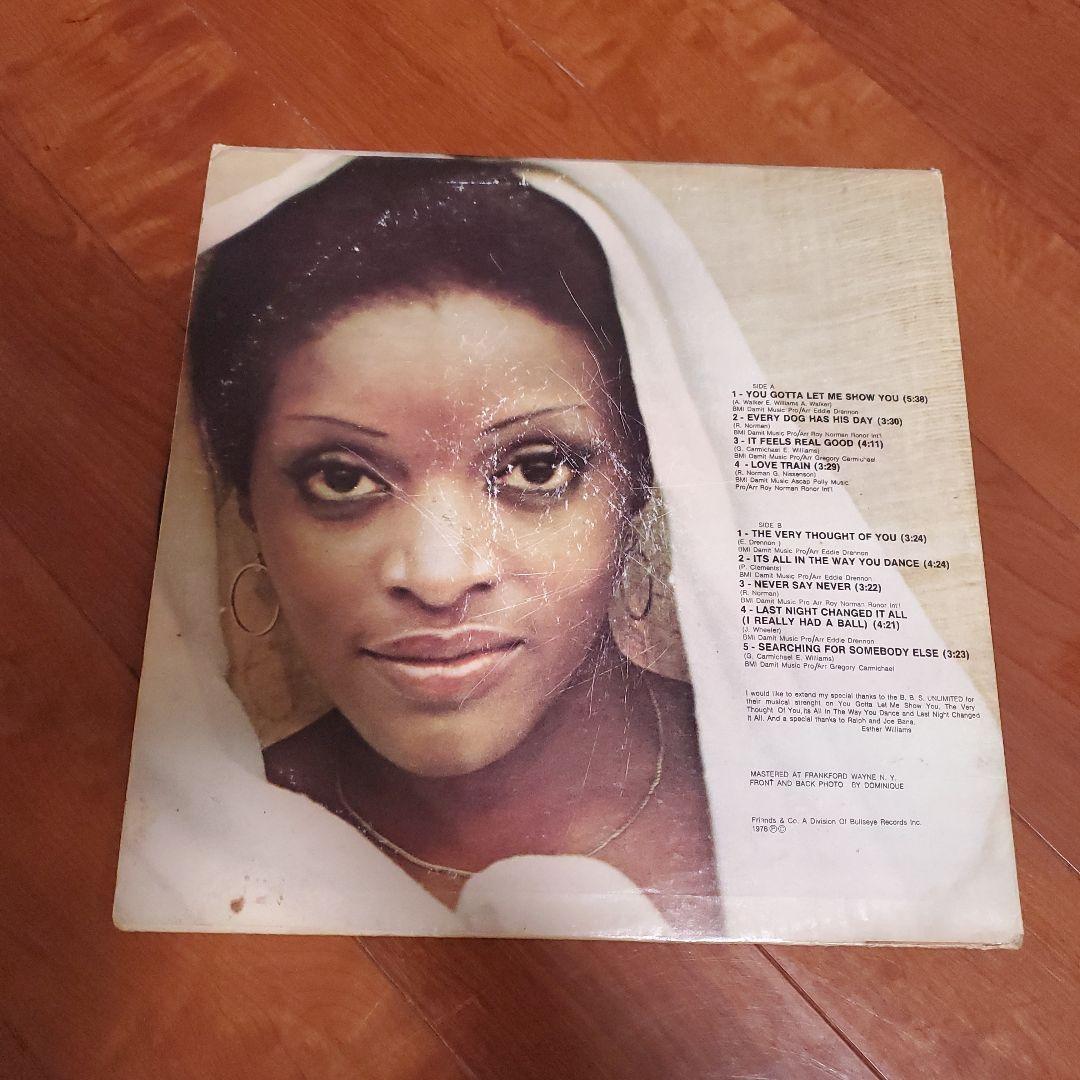 SIDE A
1 - YOU GOTTA LET ME SHOW YOU (5:38)
(A. Walker E. Williams A. Walker)
BMI Damit Music Pro/Arr Eddie Drennon
2 - EVERY DOG HAS HIS DAY (3:30)
(R. Norman)
BMI Damit Music Pro/Arr Roy Norman Ronor Int'l
3 - IT FEELS REAL GOOD (4:11)
(G. Carmichael E. Williams)
BMI Damit Music Pro/Arr Gregory Carmichael
4 - LOVE TRAIN (3:29)
(R. Norman G. Nissenson)
BMI Damit Music Ascap Polly Music
Pro/Arr Roy Norman Ronor Int'l
SIDE B
1 - THE VERY THOUGHT OF YOU (3:24)
(E. Drennon )
BMI Damit Music Pro/Arr Eddie Drennon
2 - ITS ALL IN THE WAY YOU DANCE (4:24)
(P. Clements)
BMI Damit Music Pro/Arr Eddie Drennon
3 - NEVER SAY NEVER (3:22)
(R. Norman)
BMI Damit Music Pro Arr Roy Norman Ronor Int'l
4 - LAST NIGHT CHANGED IT ALL
(I REALLY HAD A BALL) (4:21)
(J. Wheeler)
BMI Damit Music Pro/Arr Eddie Drennon
5 - SEARCHING FOR SOMEBODY ELSE (3:23)
(G. Carmichael E. Williams)
BMI Damit Music Pro/Arr Gregory Carmichael
I would like to extend my special thanks to the B. B. S. UNLIMITED for
their musical strenght on You Gotta Let Me Show You, The Very
Thought Of You, Its All In The Way You Dance and Last Night Changed
It All. And a special thanks to Ralph and Joe Bana.
Esther Williams
MASTERED AT FRANKFORD WAYNE N. Y.
FRONT AND BACK PHOTO BY DOMINIQUE
Friends & Co. A Division Of Bullseye Records Inc.
1976 ℗©